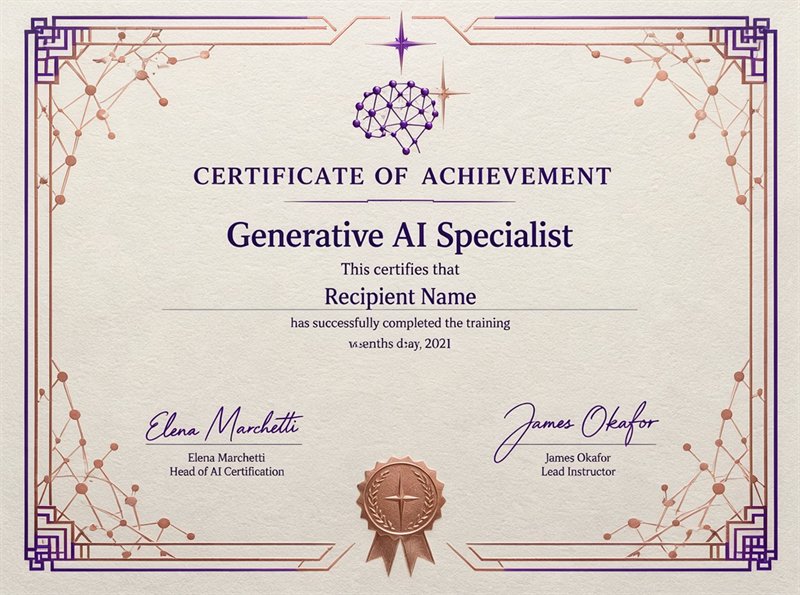 CERTIFICATE OF ACHIEVEMENT
Generative AI Specialist
This certifies that
Recipient Name
has successfully completed the training
2021
Elena Marchetti
James Okafor
Elena Marchetti
Head of AI Certification
James Okafor
Lead Instructor